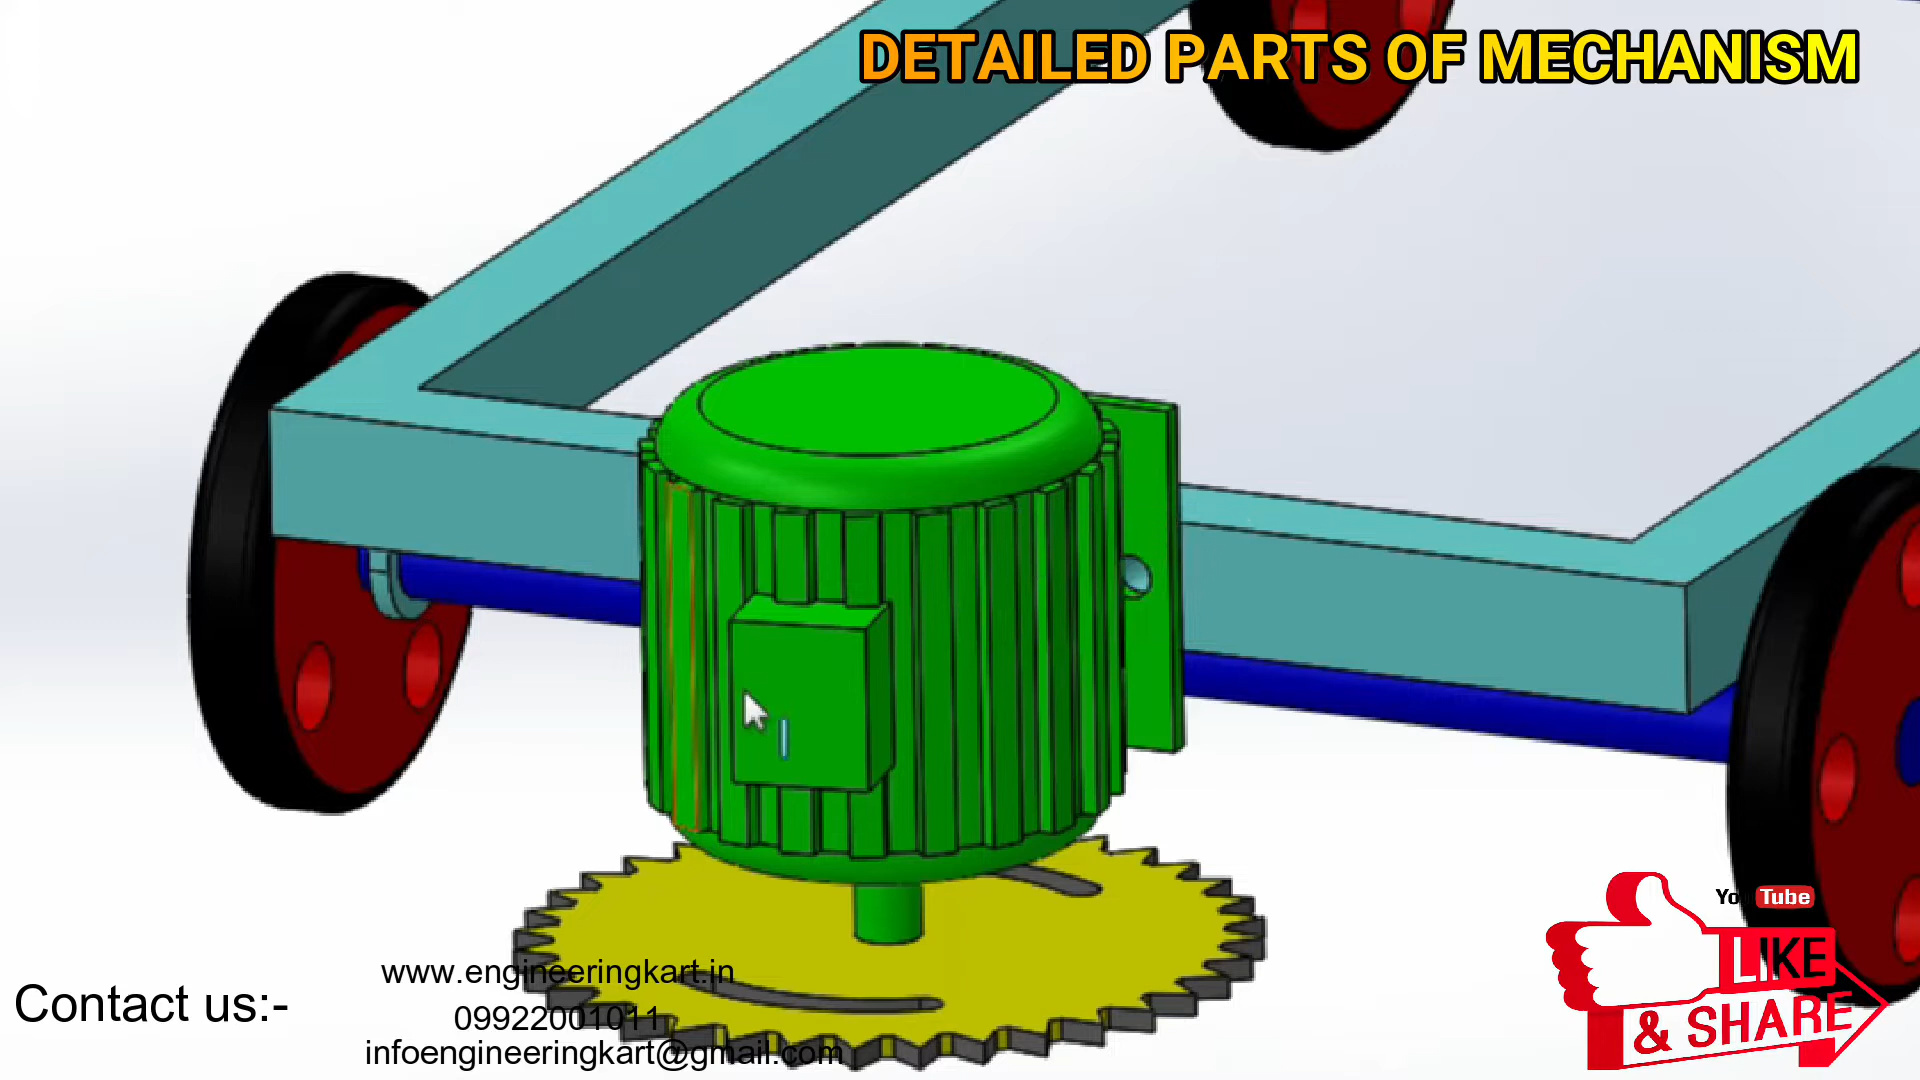 DETAILED PARTS OF MECHANISM
Contact us:-
www.engineeringkart.in
09922001011
infoengineeringkart@gmail.com
YouTube
LIKE
& SHARE